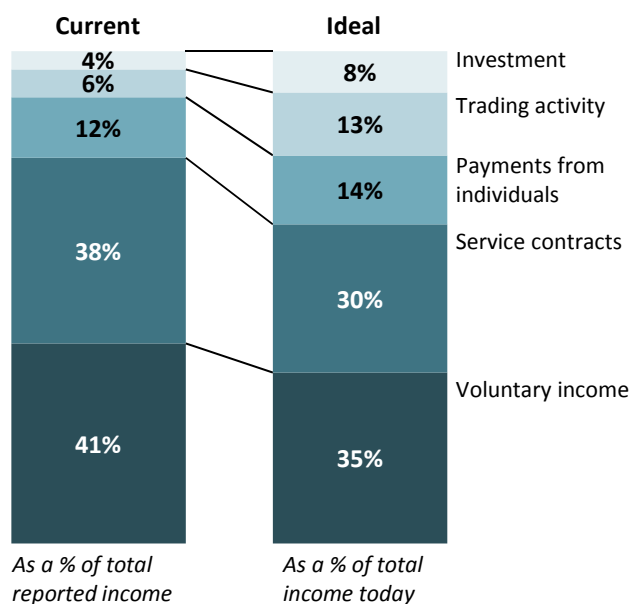 Current Ideal
4% 8% Investment
6% 13% Trading activity
12% 14% Payments from
individuals
38% 30% Service contracts
41% 35% Voluntary income
As a % of total
reported income
As a % of total
income today